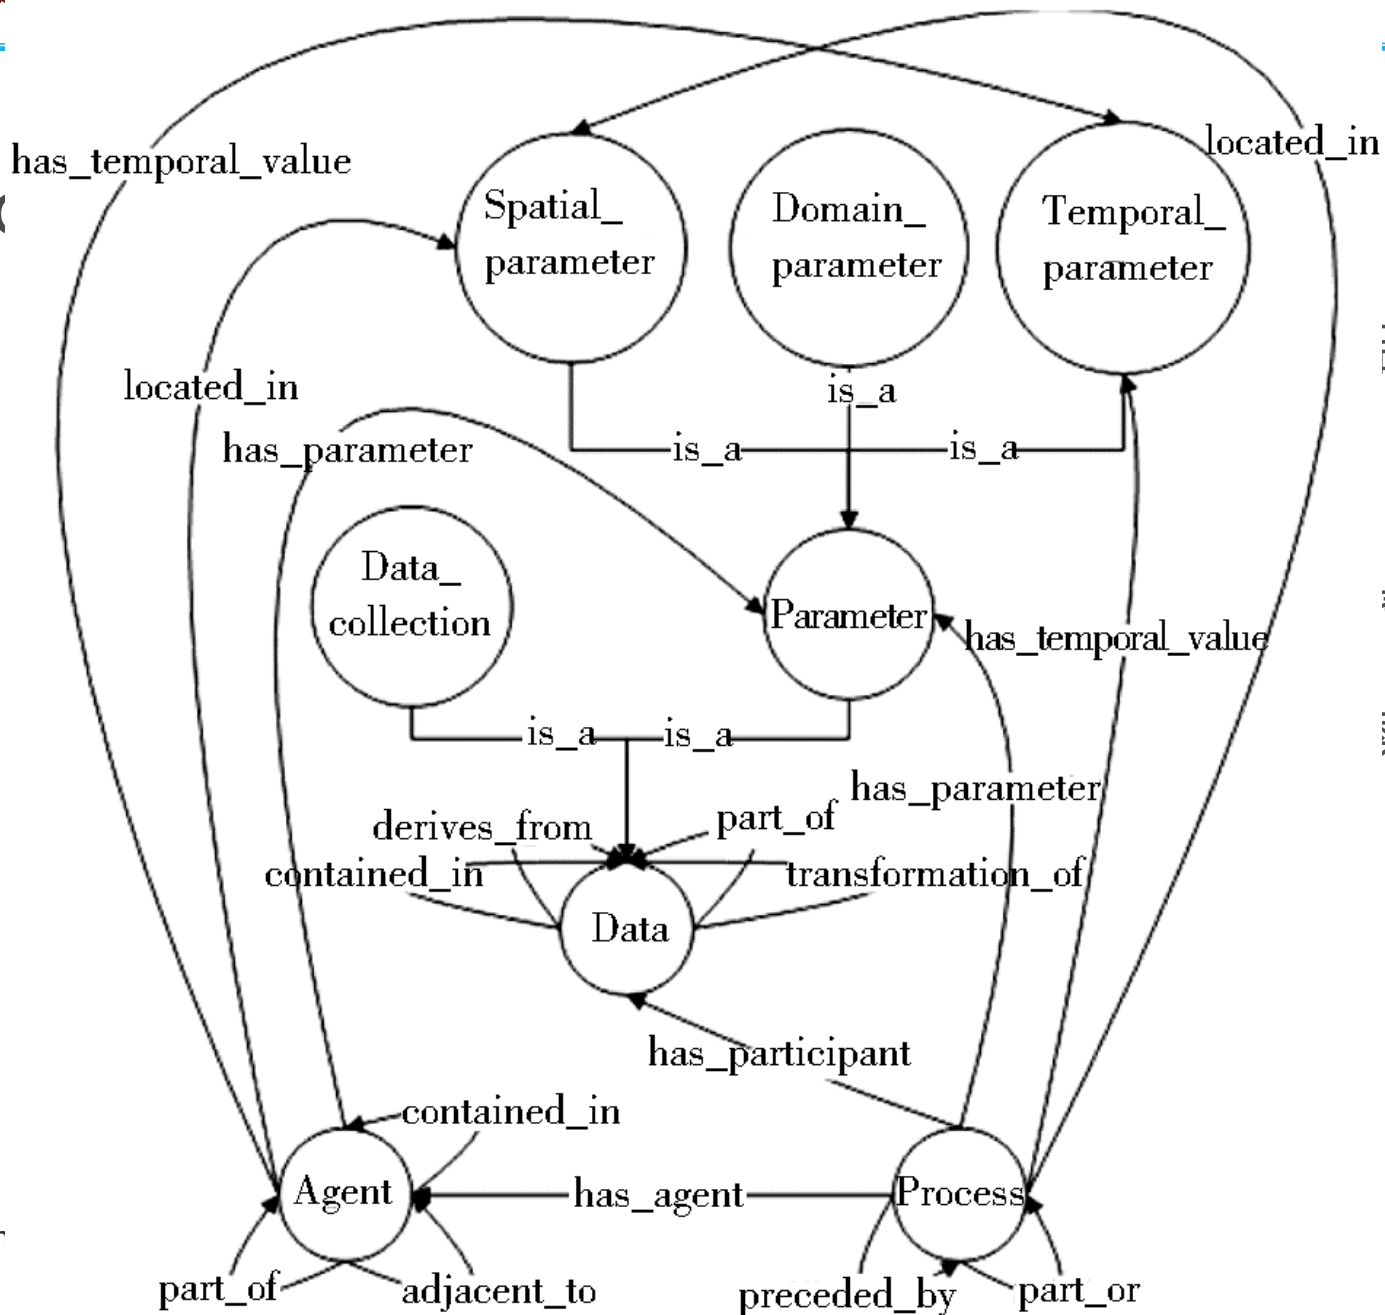 has_temporal_value
located_in
Spatial_
parameter
Domain_
parameter
Temporal_
parameter
located_in
is_a
has_parameter
is_a
is_a
Data_
collection
Parameter
has_temporal_value
is_a
is_a
has_parameter
derives_from
part_of
contained_in
transformation_of
Data
has_participant
contained_in
Agent
has_agent
Process
part_of
adjacent_to
preceded_by
part_or